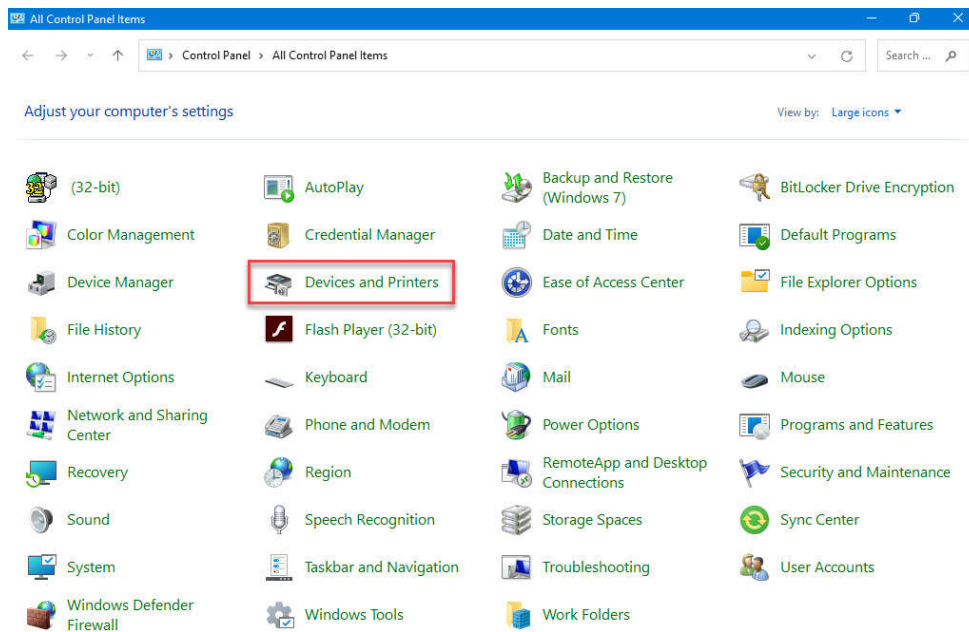 All Control Panel Items
Control Panel > All Control Panel Items
Search ...
Adjust your computer's settings
View by: Large icons
(32-bit)
AutoPlay
Backup and Restore
(Windows 7)
BitLocker Drive Encryption
Color Management
Credential Manager
Date and Time
Default Programs
Device Manager
Devices and Printers
Ease of Access Center
File Explorer Options
File History
Flash Player (32-bit)
Fonts
Indexing Options
Internet Options
Keyboard
Mail
Mouse
Network and Sharing
Center
Phone and Modem
Power Options
Programs and Features
Recovery
Region
RemoteApp and Desktop
Connections
Security and Maintenance
Sound
Speech Recognition
Storage Spaces
Sync Center
System
Taskbar and Navigation
Troubleshooting
User Accounts
Windows Defender
Firewall
Windows Tools
Work Folders